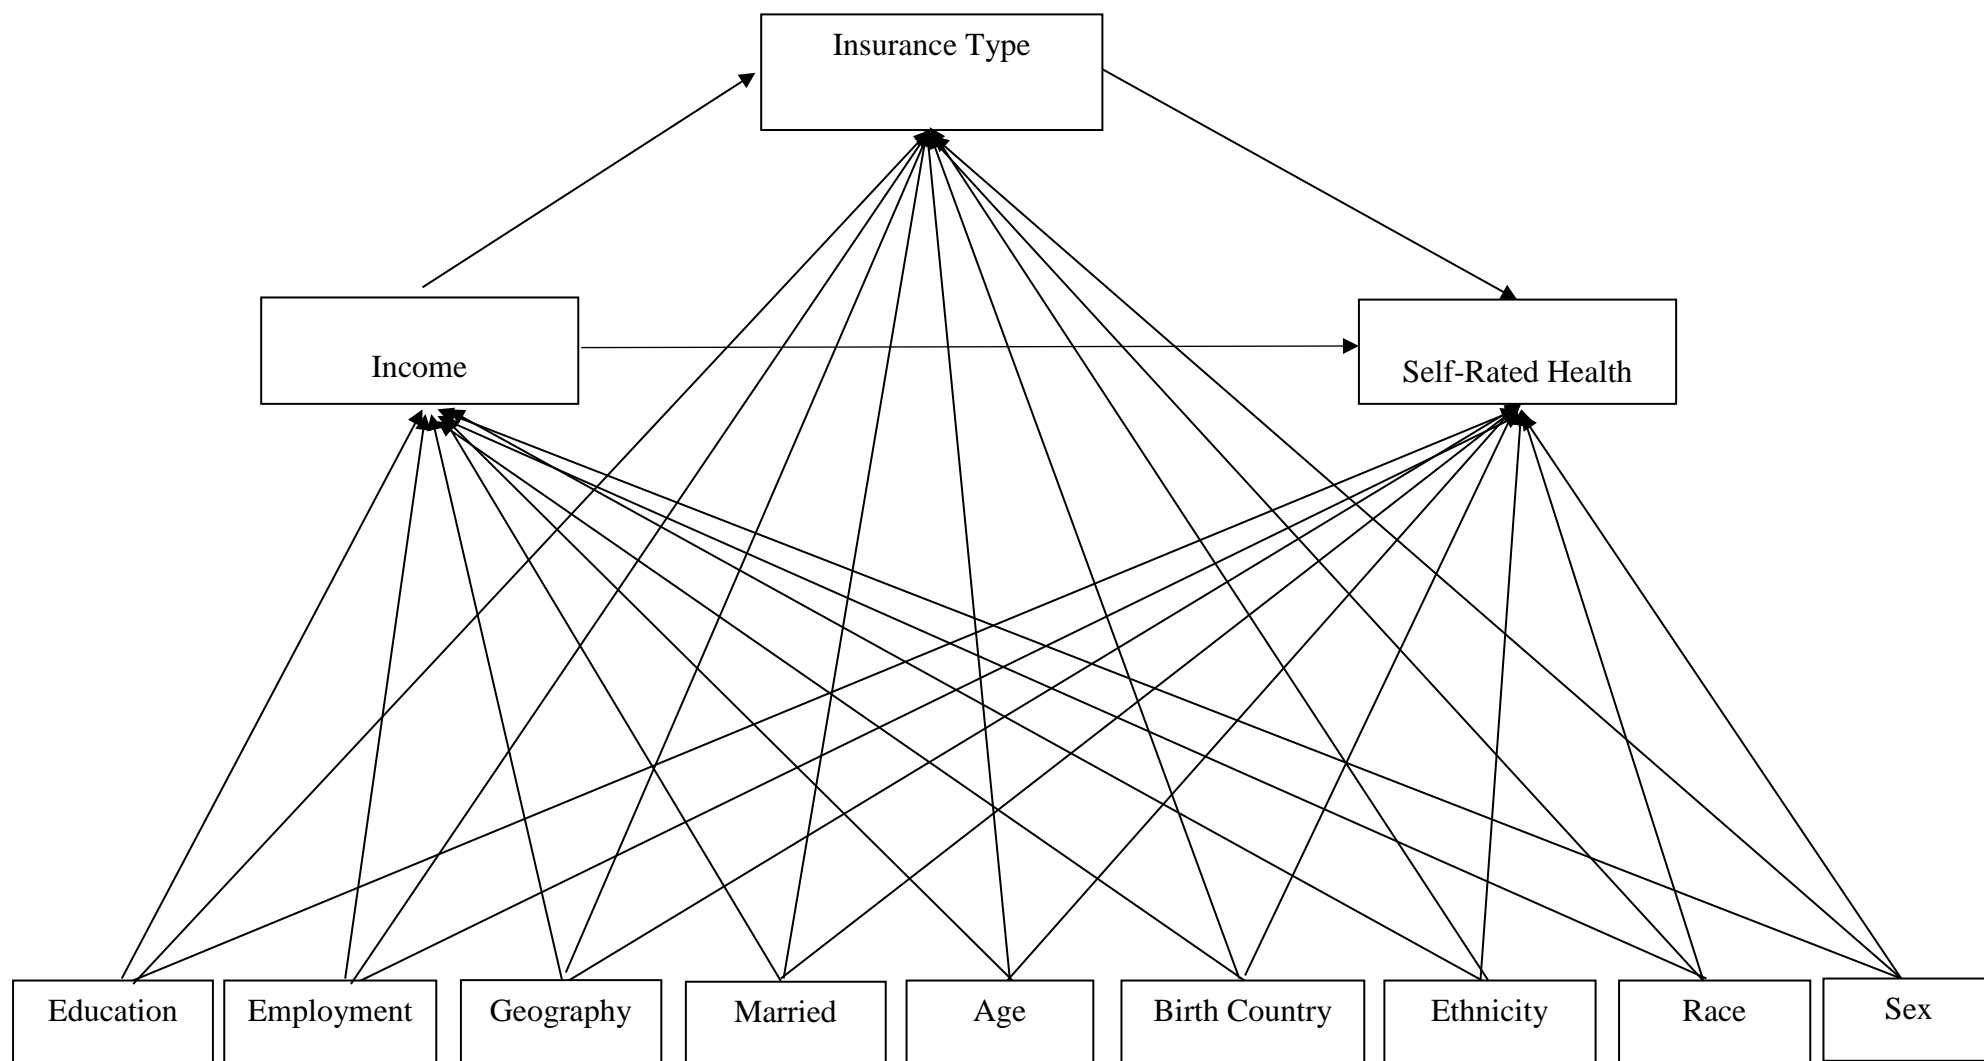 Insurance Type
Income
Self-Rated Health
Education
Employment
Geography
Married
Age
Birth Country
Ethnicity
Race
Sex